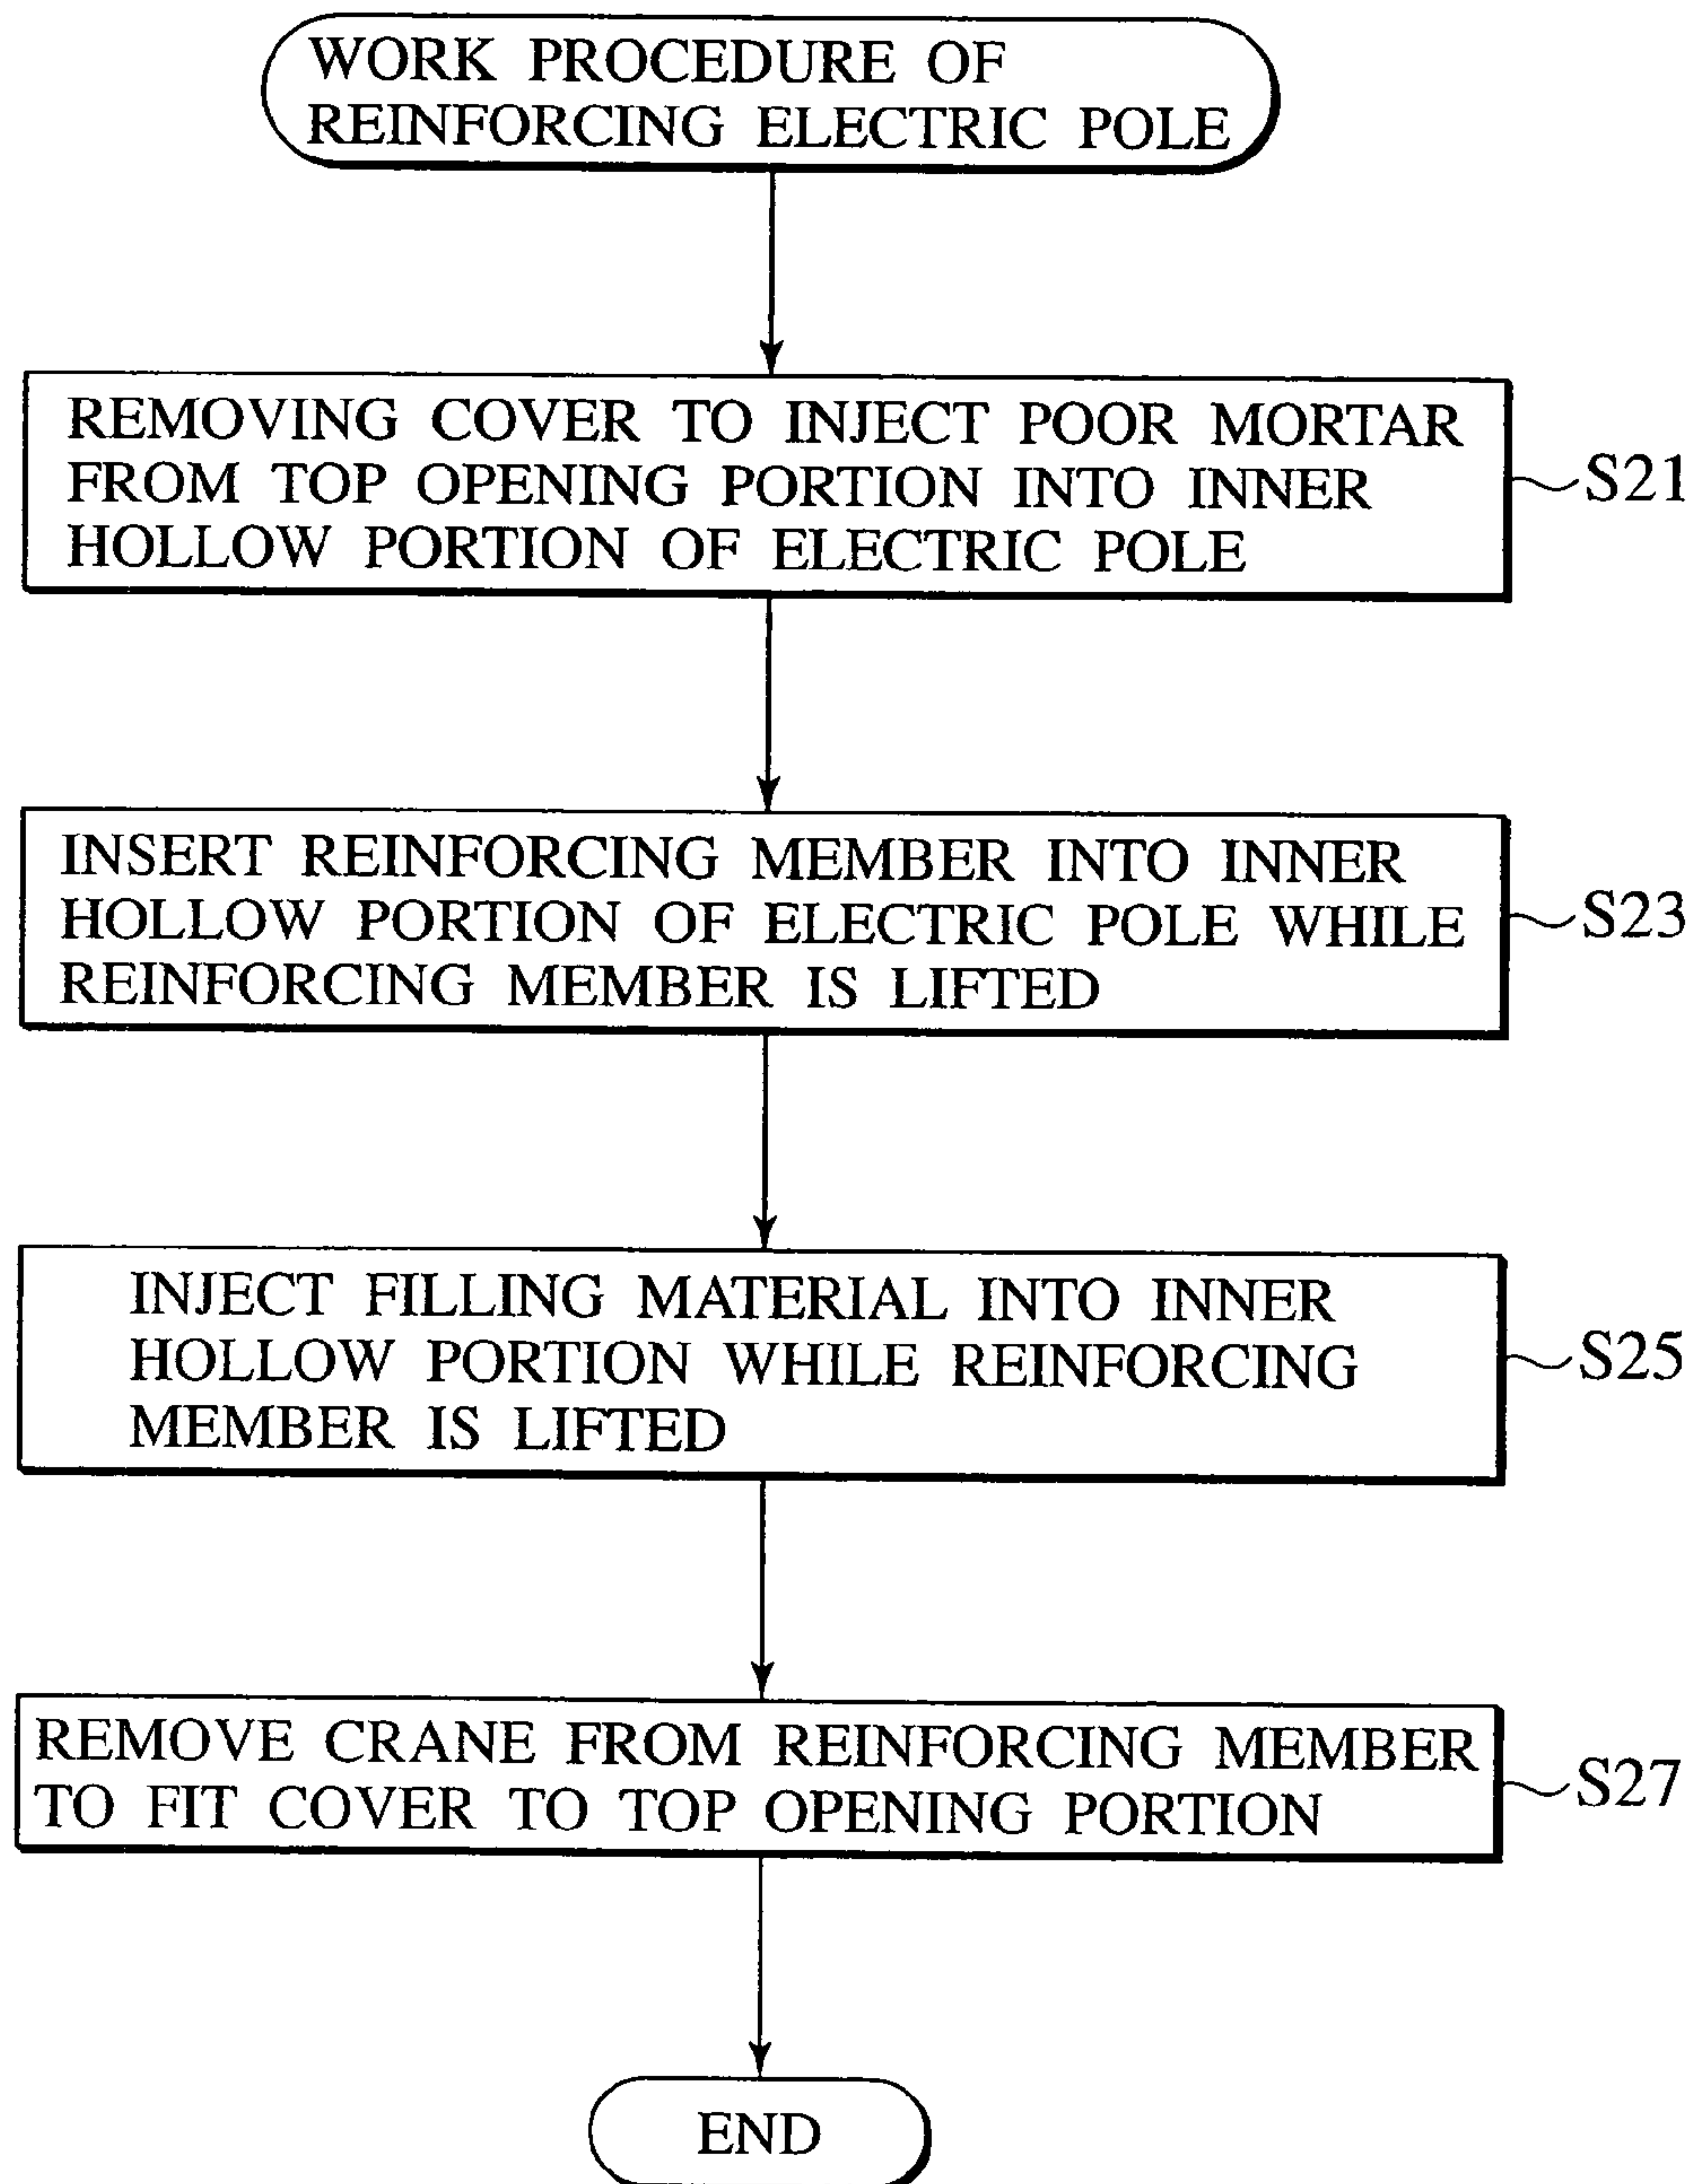 WORK PROCEDURE OF
REINFORCING ELECTRIC POLE
REMOVING COVER TO INJECT POOR MORTAR
FROM TOP OPENING PORTION INTO INNER
HOLLOW PORTION OF ELECTRIC POLE
S21
INSERT REINFORCING MEMBER INTO INNER
HOLLOW PORTION OF ELECTRIC POLE WHILE
REINFORCING MEMBER IS LIFTED
S23
INJECT FILLING MATERIAL INTO INNER
HOLLOW PORTION WHILE REINFORCING
MEMBER IS LIFTED
S25
REMOVE CRANE FROM REINFORCING MEMBER
TO FIT COVER TO TOP OPENING PORTION
S27
END